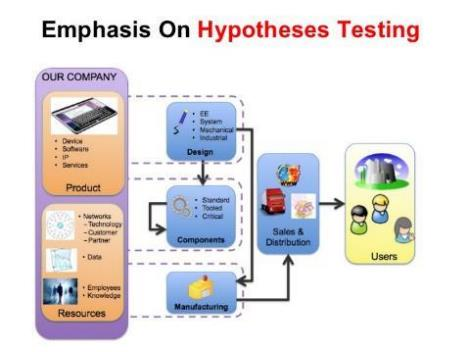 Emphasis On Hypotheses Testing
OUR COMPANY
• Device
• Software
• IP
• Services
Product
• Networks
- Technology
- Customer
- Partner
• Data
• Employees
• Knowledge
Resources
• EE
• System
• Mechanical
• Industrial
Design
• Standard
• Tooled
• Critical
Components
Manufacturing
WWW
Sales &
Distribution
Users